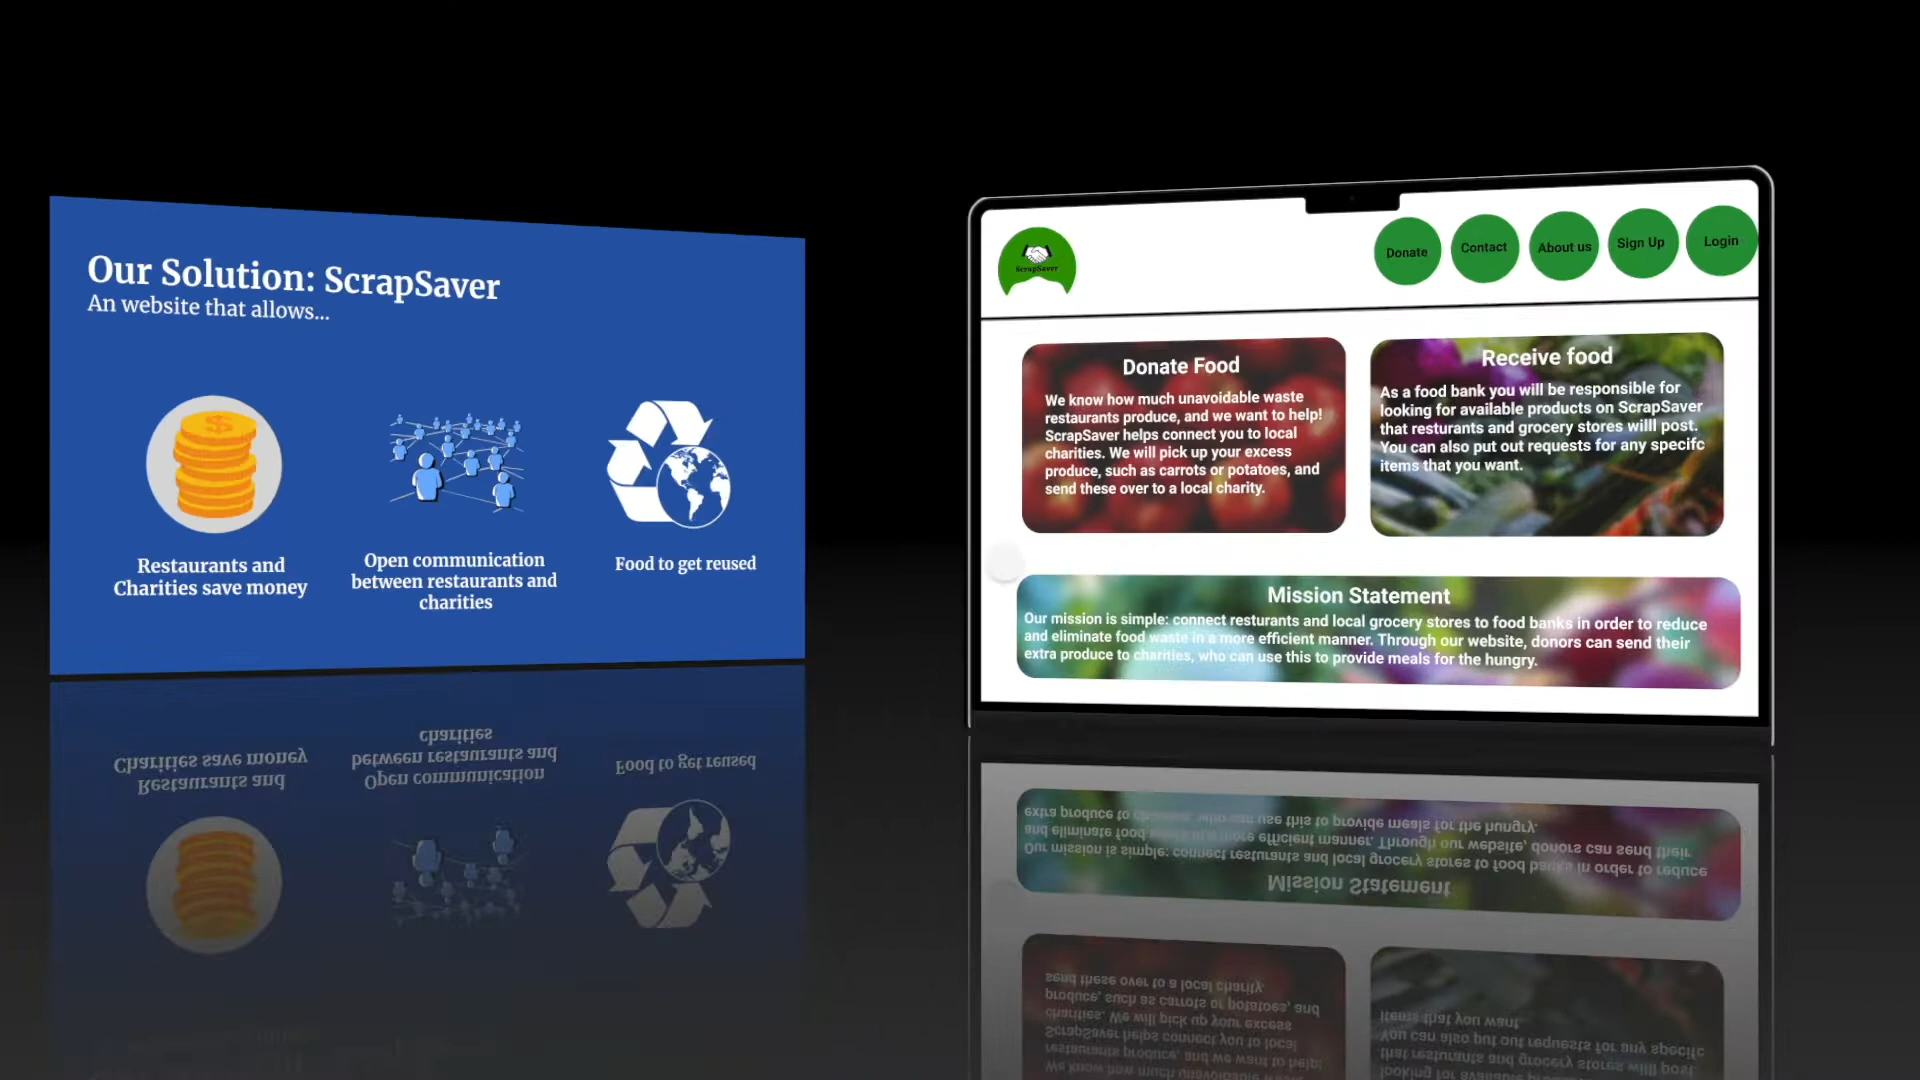 Our Solution: ScrapSaver
An website that allows...
Restaurants and
Charities save money
Open communication
between restaurants and
charities
Food to get reused
ScrapSaver
Donate
Contact
About us
Sign Up
Login
Donate Food
We know how much unavoidable waste
restaurants produce, and we want to help!
ScrapSaver helps connect you to local
charities. We will pick up your excess
produce, such as carrots or potatoes, and
send these over to a local charity.
Receive food
As a food bank you will be responsible for
looking for available products on ScrapSaver
that resturants and grocery stores willl post.
You can also put out requests for any specifc
items that you want.
Mission Statement
Our mission is simple: connect resturants and local grocery stores to food banks in order to reduce
and eliminate food waste in a more efficient manner. Through our website, donors can send their
extra produce to charities, who can use this to provide meals for the hungry.